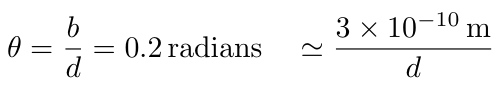 θ = b/d = 0.2 radians ≃ 3 × 10⁻¹⁰ m/d